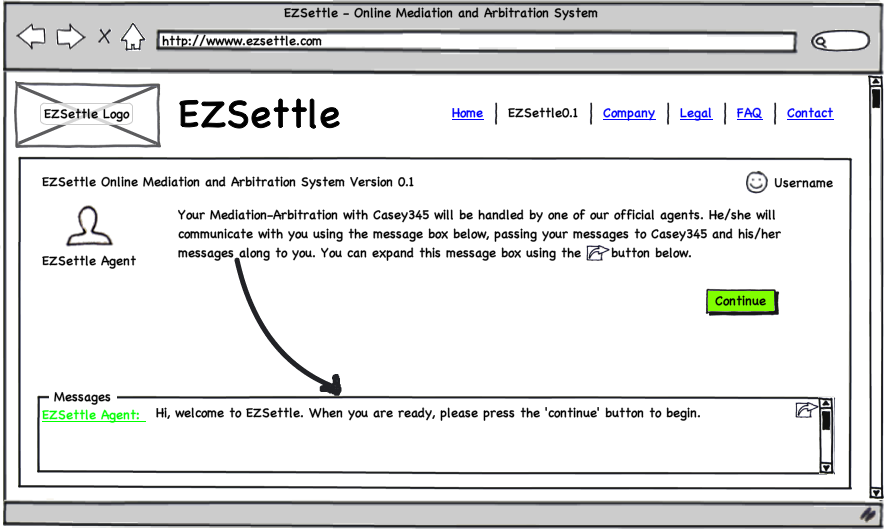 EZSettle - Online Mediation and Arbitration System
http://wwww.ezsettle.com
EZSettle Logo
EZSettle
Home | EZSettle0.1 | Company | Legal | FAQ | Contact
EZSettle Online Mediation and Arbitration System Version 0.1
Username
Your Mediation-Arbitration with Casey345 will be handled by one of our official agents. He/she will
communicate with you using the message box below, passing your messages to Casey345 and his/her
messages along to you. You can expand this message box using the button below.
EZSettle Agent
Continue
Messages
EZSettle Agent: Hi, welcome to EZSettle. When you are ready, please press the 'continue' button to begin.